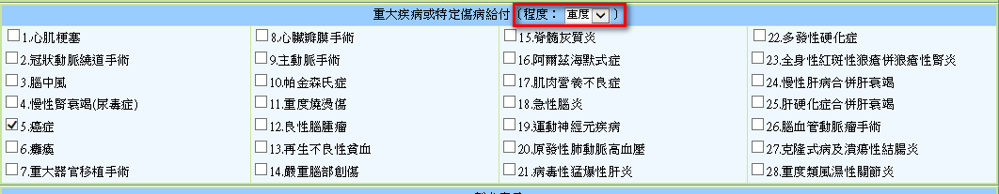 重大疾病或特定傷病給付（程度：重度）
1.心肌梗塞
2.冠狀動脈繞道手術
3.腦中風
4.慢性腎衰竭(尿毒症)
5.癌症
6.癱瘓
7.重大器官移植手術
8.心臟瓣膜手術
9.主動脈手術
10.帕金森氏症
11.重度燒燙傷
12.良性腦腫瘤
13.再生不良性貧血
14.嚴重腦部創傷
15.脊髓灰質炎
16.阿爾茲海默式症
17.肌肉營養不良症
18.急性腦炎
19.運動神經元疾病
20.原發性肺動脈高血壓
21.病毒性猛爆性肝炎
22.多發性硬化症
23.全身性紅斑性狼瘡併狼瘡性腎炎
24.慢性肝病合併肝衰竭
25.肝硬化症合併肝衰竭
26.腦血管動脈瘤手術
27.克隆式病及潰瘍性結腸炎
28.重度類風濕性關節炎